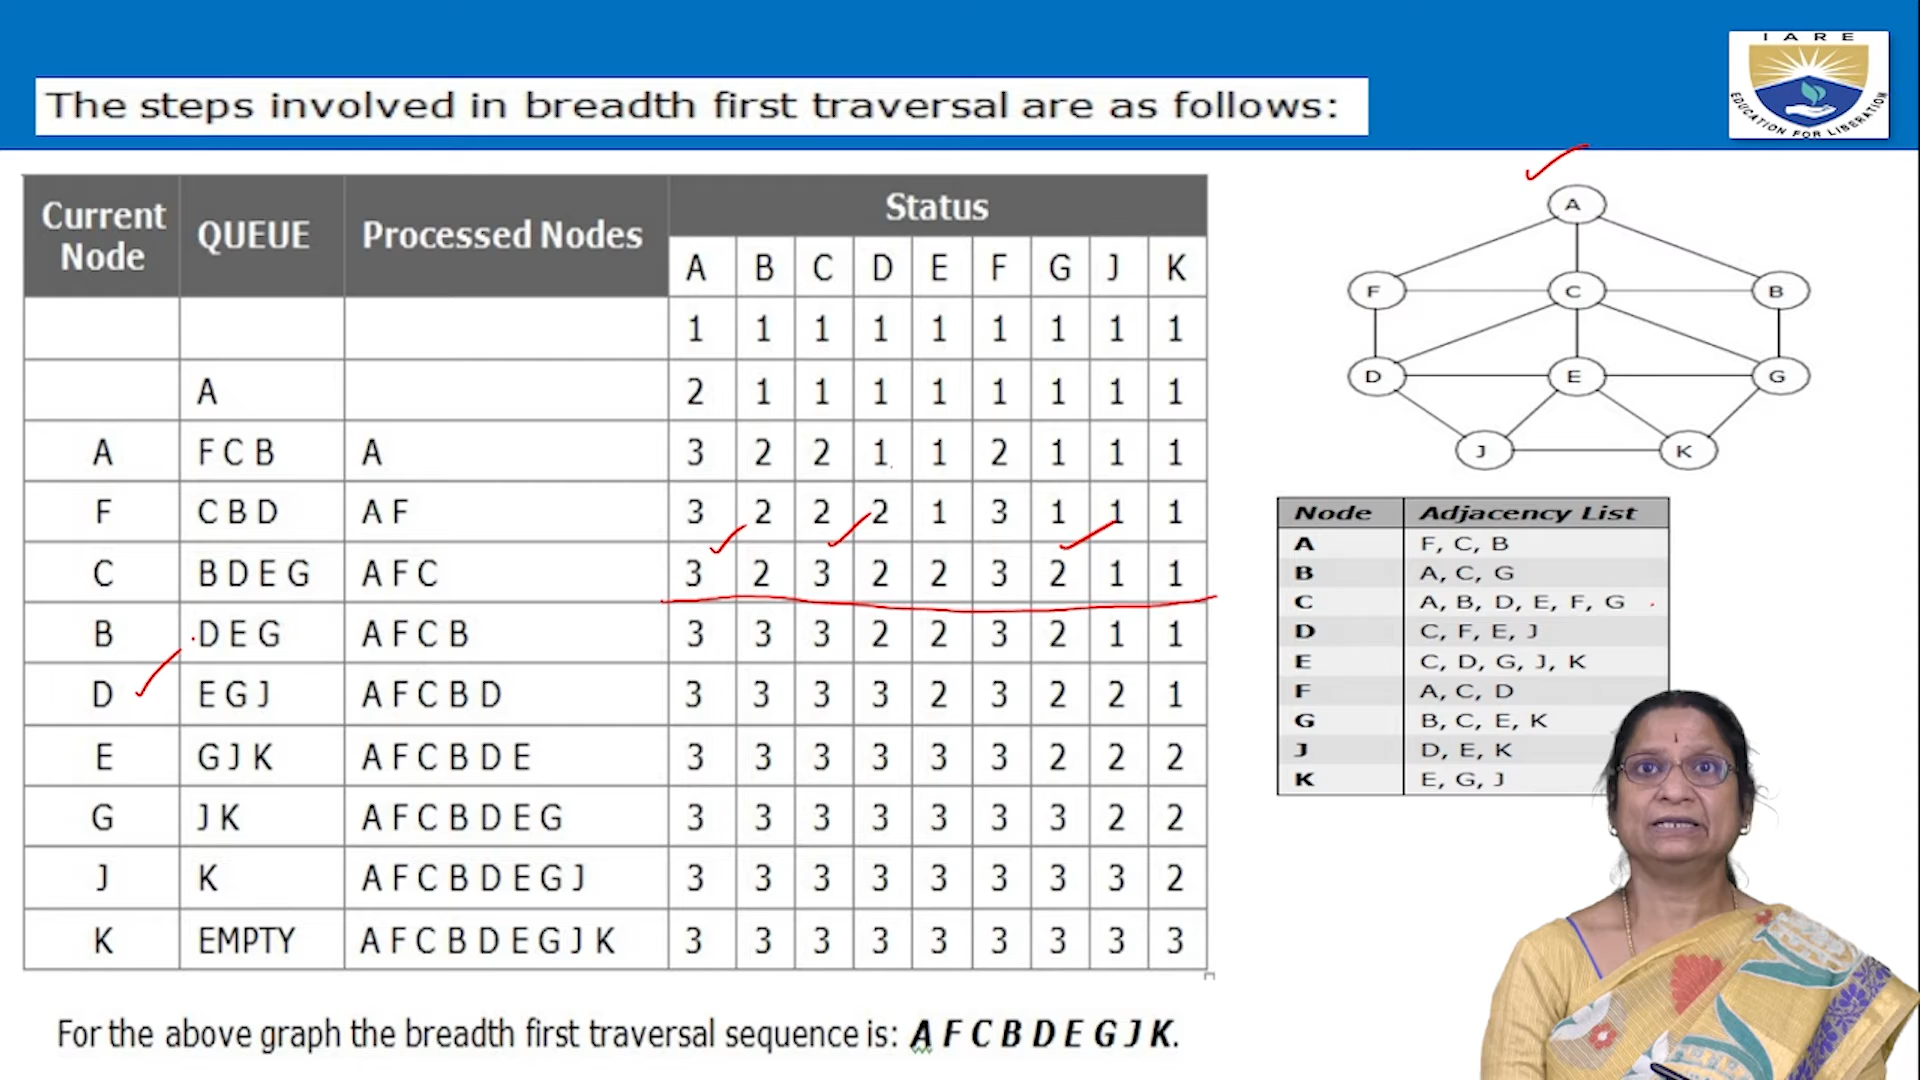 The steps involved in breadth first traversal are as follows:
IARE
EDUCATION FOR LIBERATION
Current Node QUEUE Processed Nodes Status
A B C D E F G J K
1 1 1 1 1 1 1 1 1
A 2 1 1 1 1 1 1 1 1
A F C B A 3 2 2 1 1 2 1 1 1
F C B D A F 3 2 2 2 1 3 1 1 1
C B D E G A F C 3 2 3 2 2 3 2 1 1
B D E G A F C B 3 3 3 2 2 3 2 1 1
D E G J A F C B D 3 3 3 3 2 3 2 2 1
E G J K A F C B D E 3 3 3 3 3 3 2 2 2
G J K A F C B D E G 3 3 3 3 3 3 3 2 2
J K A F C B D E G J 3 3 3 3 3 3 3 3 2
K EMPTY A F C B D E G J K 3 3 3 3 3 3 3 3 3
For the above graph the breadth first traversal sequence is: A F C B D E G J K.
A
F C B
D E G
J K
Node Adjacency List
A F, C, B
B A, C, G
C A, B, D, E, F, G
D C, F, E, J
E C, D, G, J, K
F A, C, D
G B, C, E, K
J D, E, K
K E, G, J